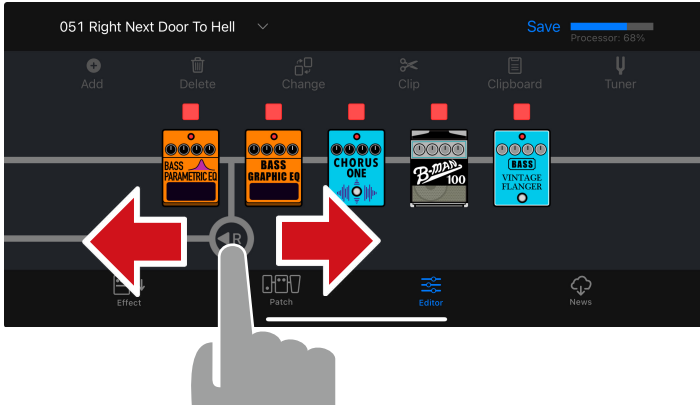 051 Right Next Door To Hell
Save
Processor: 68%
Add
Delete
Change
Clip
Clipboard
Tuner
BASS
PARAMETRIC EQ
BASS
GRAPHIC EQ
CHORUS
ONE
B-MAN
100
BASS
VINTAGE
FLANGER
R
Effect
Patch
Editor
News